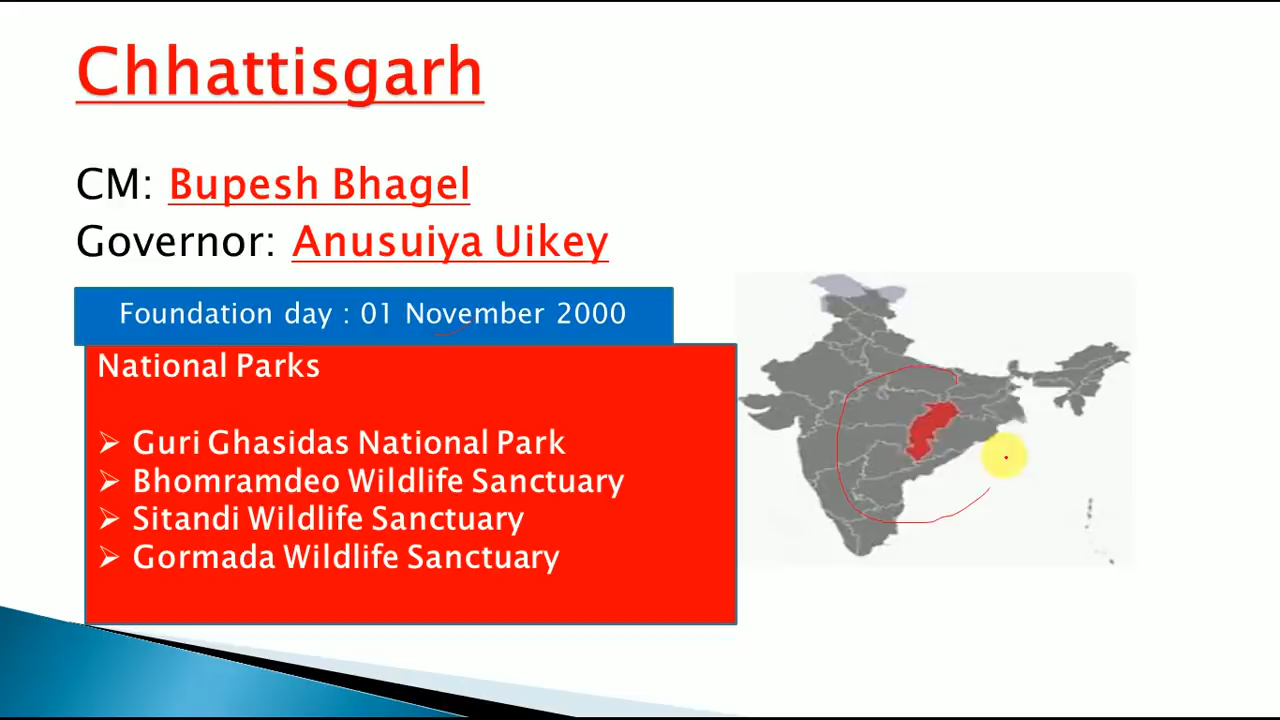 Chhattisgarh
CM: Bupesh Bhagel
Governor: Anusuiya Uikey
Foundation day : 01 November 2000
National Parks
➢ Guri Ghasidas National Park
➢ Bhomramdeo Wildlife Sanctuary
➢ Sitandi Wildlife Sanctuary
➢ Gormada Wildlife Sanctuary